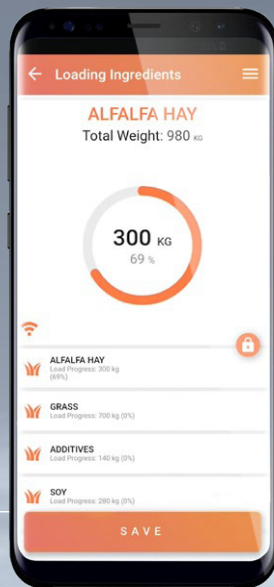 Loading Ingredients
ALFALFA HAY
Total Weight: 980 KG
300 KG
69 %
ALFALFA HAY
Load Progress: 300 kg
(69%)
GRASS
Load Progress: 700 kg (0%)
ADDITIVES
Load Progress: 140 kg (0%)
SOY
Load Progress: 280 kg (0%)
SAVE